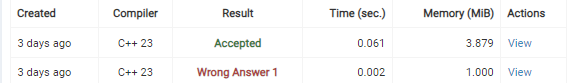 Created Compiler Result Time (sec.) Memory (MiB) Actions
3 days ago C++ 23 Accepted 0.061 3.879 View
3 days ago C++ 23 Wrong Answer 1 0.002 1.000 View